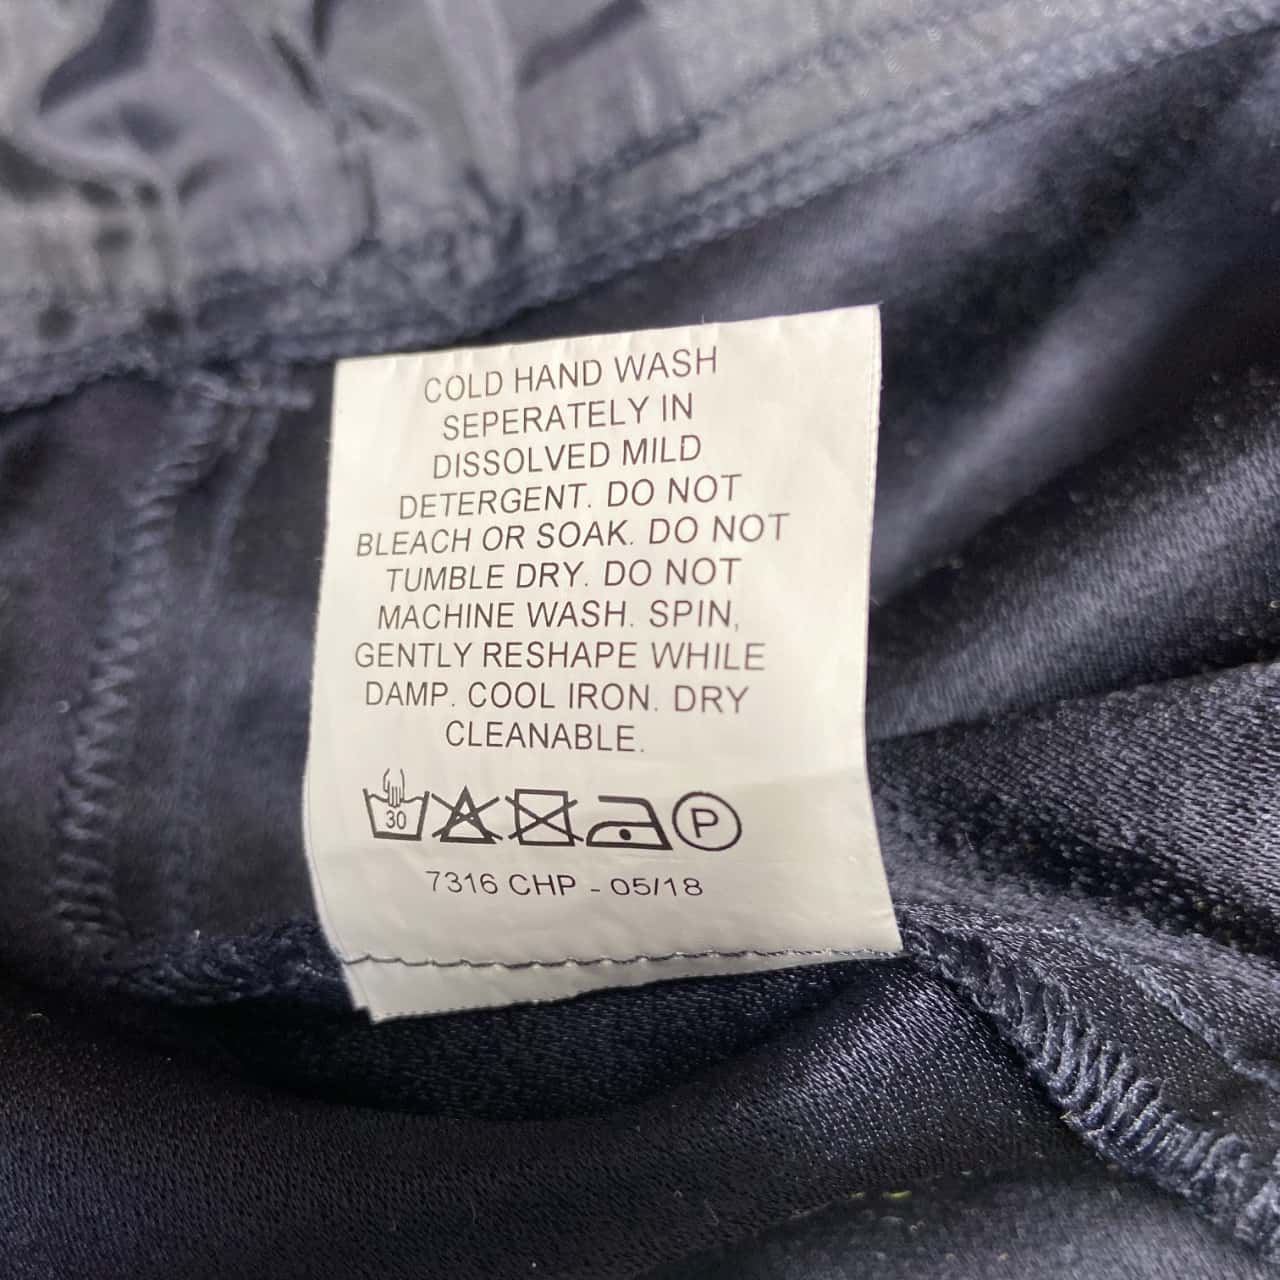 COLD HAND WASH
SEPERATELY IN
DISSOLVED MILD
DETERGENT. DO NOT
BLEACH OR SOAK. DO NOT
TUMBLE DRY. DO NOT
MACHINE WASH. SPIN,
GENTLY RESHAPE WHILE
DAMP. COOL IRON. DRY
CLEANABLE.
30 P
7316 CHP - 05/18